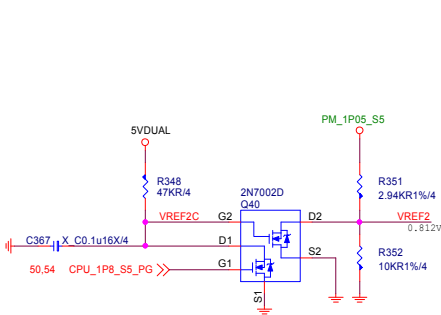 PM_1P05_S5
5VDUAL
R348
47KR/4
2N7002D
Q40
R351
2.94KR1%/4
VREF2C
G2
D2
VREF2
0.812V
C367
X_C0.1u16X/4
D1
S2
R352
10KR1%/4
50,54
CPU_1P8_S5_PG
G1
S1